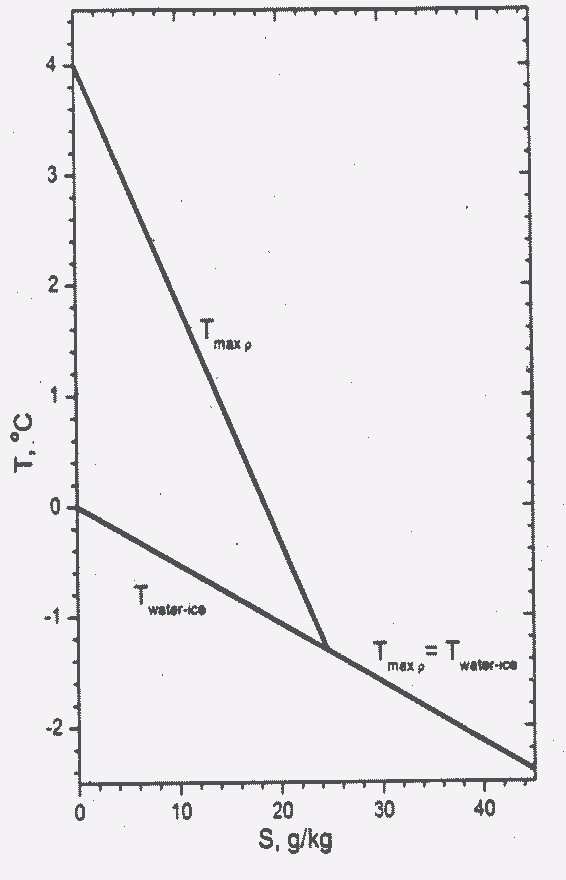 4
3
T max ρ
2
1
T, °C
0
T water-ice
-1
T max ρ = T water-ice
-2
0 10 20 30 40
S, g/kg